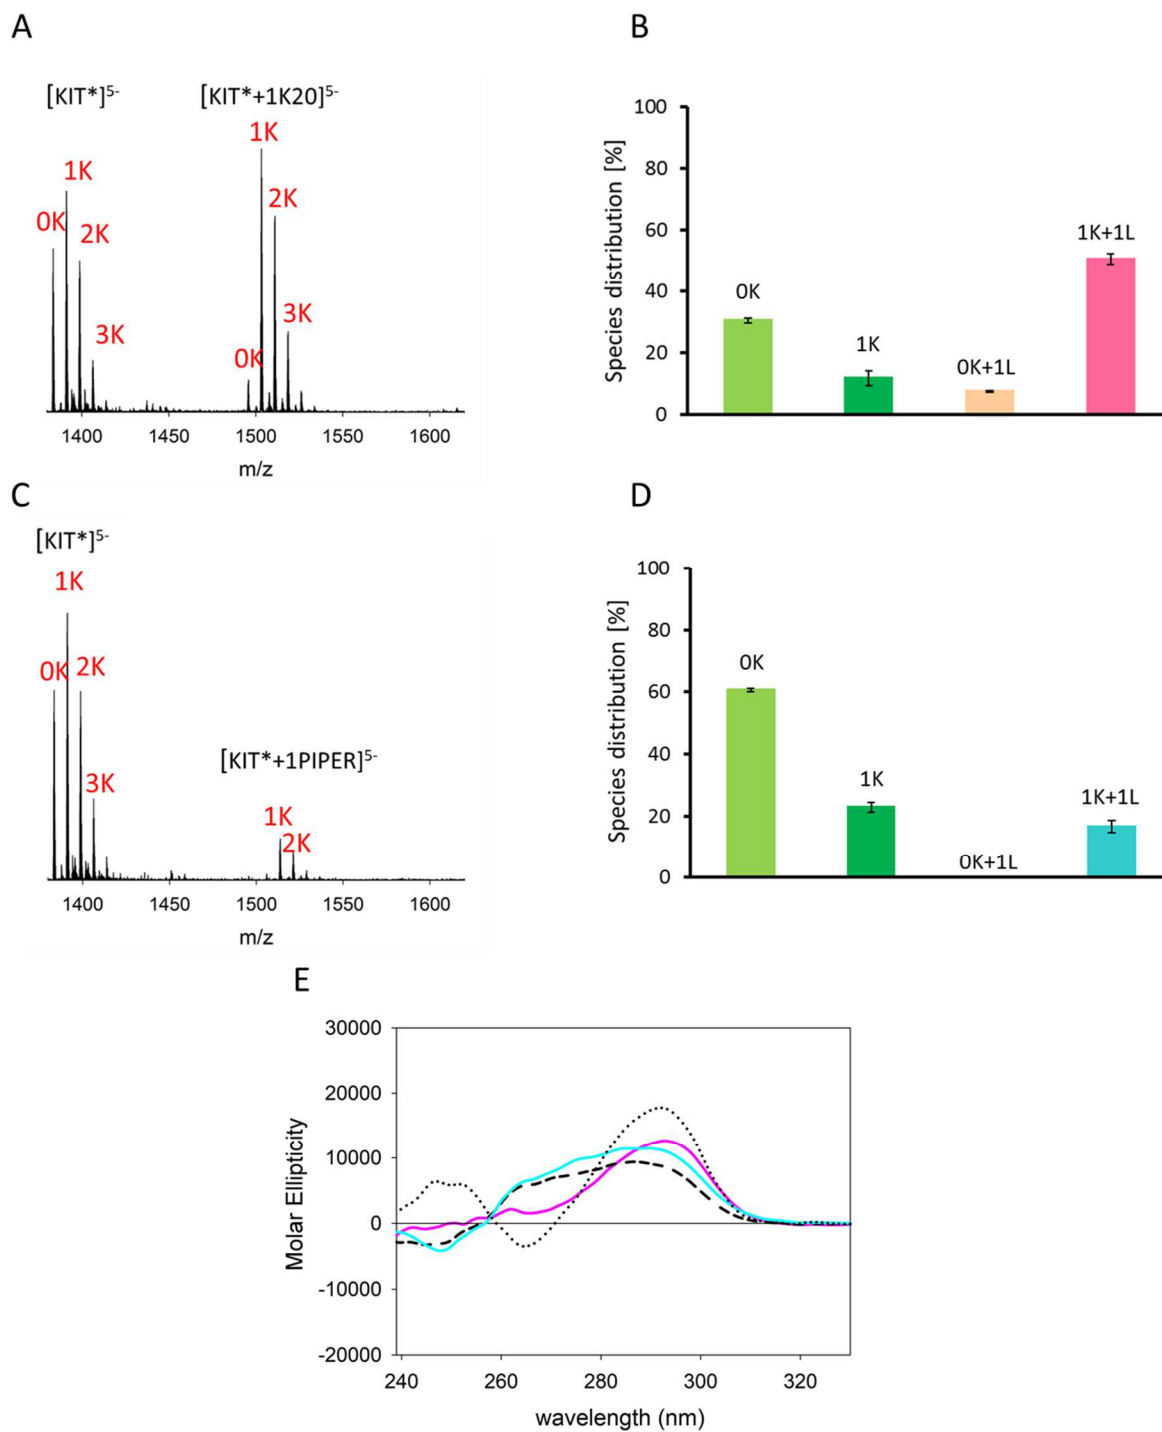 A
B
[KIT*]5-
[KIT*+1K20]5-
0K
1K
2K
3K
0K
1K
2K
3K
1400
1450
1500
1550
1600
m/z
Species distribution [%]
100
80
60
40
20
0
0K
1K
0K+1L
1K+1L
C
D
[KIT*]5-
[KIT*+1PIPER]5-
0K
1K
2K
3K
1K
2K
1400
1450
1500
1550
1600
m/z
Species distribution [%]
100
80
60
40
20
0
0K
1K
0K+1L
1K+1L
E
Molar Ellipticity
30000
20000
10000
0
-10000
-20000
240
260
280
300
320
wavelength (nm)